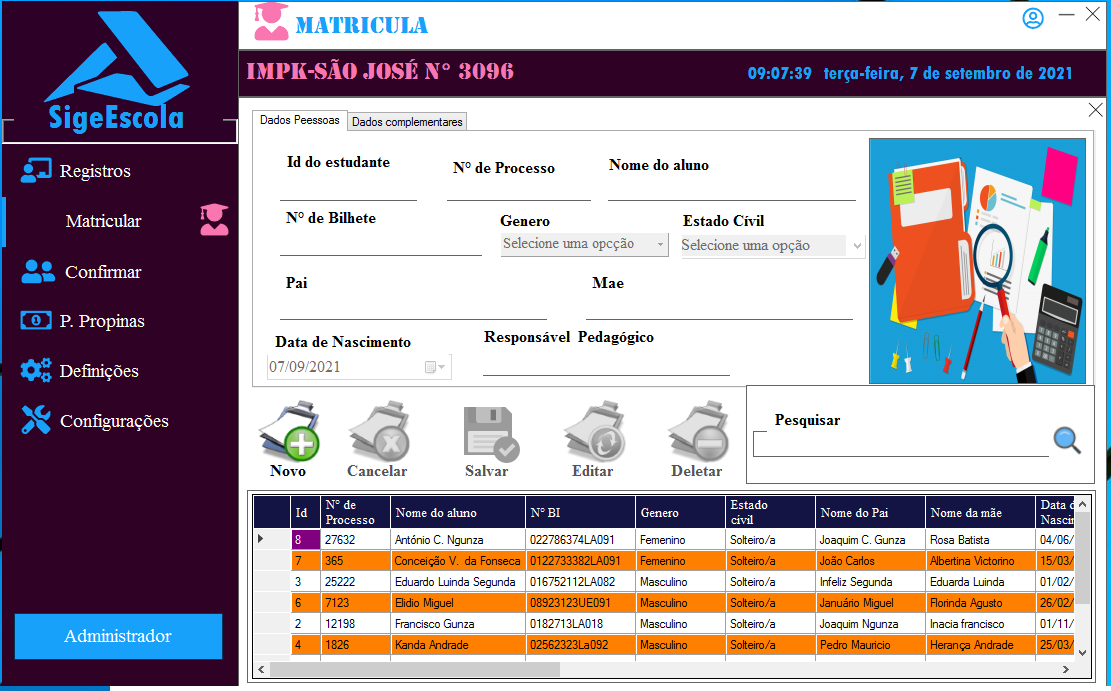 MATRICULA
SigeEscola
IMPK-SÃO JOSÉ Nº 3096
09:07:39 terça-feira, 7 de setembro de 2021
Registros
Matricular
Confirmar
P. Propinas
Definições
Configurações
Administrador
Dados Peessoas
Dados complementares
Id do estudante
Nº de Processo
Nome do aluno
Nº de Bilhete
Genero
Estado Cívil
Selecione uma opcção
Selecione uma opção
Pai
Mae
Data de Nascimento
Responsável Pedagógico
07/09/2021
Novo
Cancelar
Salvar
Editar
Deletar
Pesquisar
Id Nº de Processo Nome do aluno Nº BI Genero Estado cívil Nome do Pai Nome da mãe Data d Nascin
8 27632 António C. Ngunza 022786374LA091 Femenino Solteiro/a Joaquim C. Gunza Rosa Batista 04/06/
7 365 Conceição V. da Fonseca 0122733382LA091 Femenino Solteiro/a João Carlos Albertina Victorino 15/03/
3 25222 Eduardo Luinda Segunda 016752112LA082 Masculino Solteiro/a Infeliz Segunda Eduarda Luinda 01/02/
6 7123 Elidio Miguel 08923123UE091 Masculino Solteiro/a Januário Miguel Florinda Agusto 26/02/
2 12198 Francisco Gunza 0182713LA018 Masculino Solteiro/a Joaquim Ngunza Inacia francisco 01/11/
4 1826 Kanda Andrade 02562323La092 Masculino Solteiro/a Pedro Mauricio Herança Andrade 25/03/